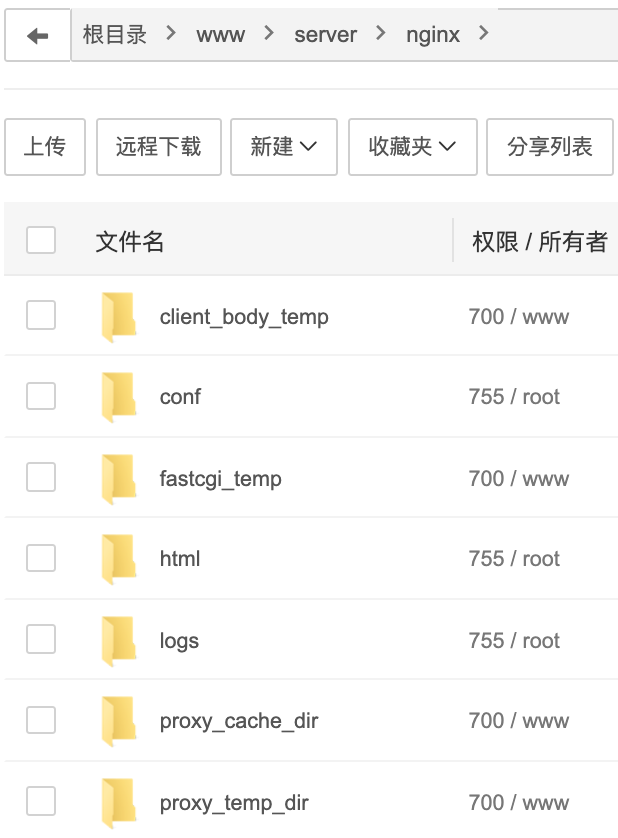 根目录 > www > server > nginx >
上传 远程下载 新建 收藏夹 分享列表
文件名 权限 / 所有者
client_body_temp 700 / www
conf 755 / root
fastcgi_temp 700 / www
html 755 / root
logs 755 / root
proxy_cache_dir 700 / www
proxy_temp_dir 700 / www